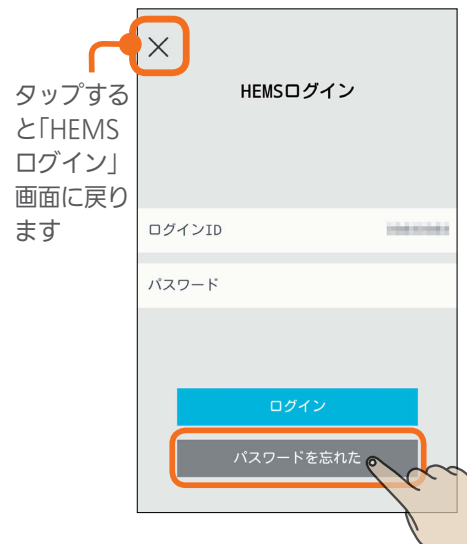 タップする
と「HEMS
ログイン」
画面に戻り
ます
HEMSログイン
ログインID
パスワード
ログイン
パスワードを忘れた